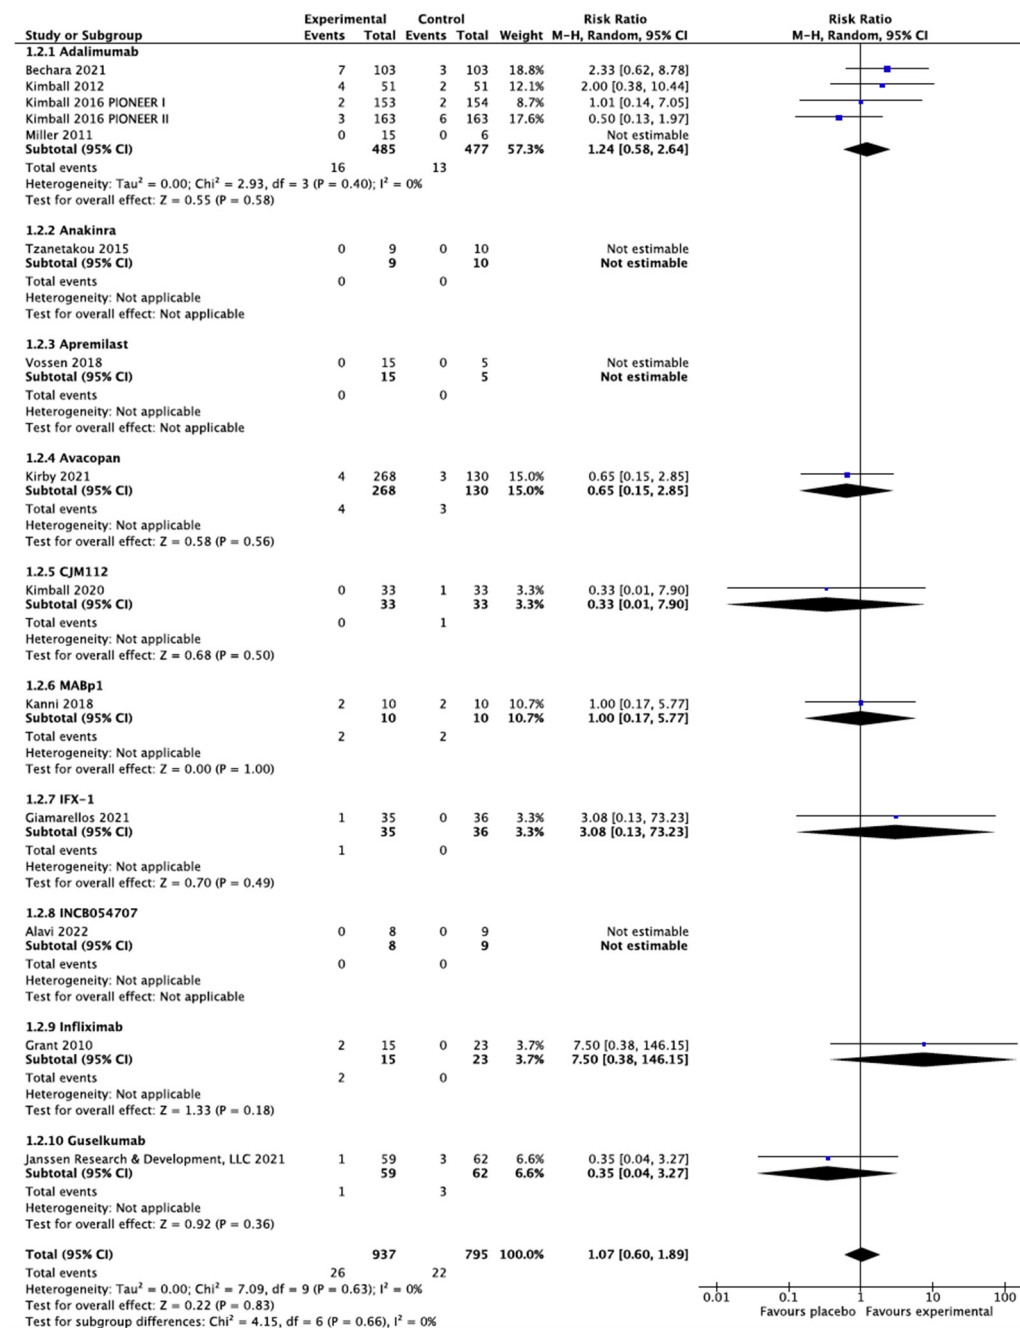 Experimental Control Risk Ratio Risk Ratio
Study or Subgroup Events Total Events Total Weight M-H, Random, 95% CI M-H, Random, 95% CI
1.2.1 Adalimumab
Bechara 2021 7 103 3 103 18.8% 2.33 [0.62, 8.78]
Kimball 2012 4 51 2 51 12.1% 2.00 [0.38, 10.44]
Kimball 2016 PIONEER I 2 153 2 154 8.7% 1.01 [0.14, 7.05]
Kimball 2016 PIONEER II 3 163 6 163 17.6% 0.50 [0.13, 1.97]
Miller 2011 0 15 0 6 Not estimable
Subtotal (95% CI) 485 477 57.3% 1.24 [0.58, 2.64]
Total events 16 13
Heterogeneity: Tau² = 0.00; Chi² = 2.93, df = 3 (P = 0.40); I² = 0%
Test for overall effect: Z = 0.55 (P = 0.58)
1.2.2 Anakinra
Tzanetakou 2015 0 9 0 10 Not estimable
Subtotal (95% CI) 9 10 Not estimable
Total events 0 0
Heterogeneity: Not applicable
Test for overall effect: Not applicable
1.2.3 Apremilast
Vossen 2018 0 15 0 5 Not estimable
Subtotal (95% CI) 15 5 Not estimable
Total events 0 0
Heterogeneity: Not applicable
Test for overall effect: Not applicable
1.2.4 Avacopan
Kirby 2021 4 268 3 130 15.0% 0.65 [0.15, 2.85]
Subtotal (95% CI) 268 130 15.0% 0.65 [0.15, 2.85]
Total events 4 3
Heterogeneity: Not applicable
Test for overall effect: Z = 0.58 (P = 0.56)
1.2.5 CJM112
Kimball 2020 0 33 1 33 3.3% 0.33 [0.01, 7.90]
Subtotal (95% CI) 33 33 3.3% 0.33 [0.01, 7.90]
Total events 0 1
Heterogeneity: Not applicable
Test for overall effect: Z = 0.68 (P = 0.50)
1.2.6 MABp1
Kanni 2018 2 10 2 10 10.7% 1.00 [0.17, 5.77]
Subtotal (95% CI) 10 10 10.7% 1.00 [0.17, 5.77]
Total events 2 2
Heterogeneity: Not applicable
Test for overall effect: Z = 0.00 (P = 1.00)
1.2.7 IFX-1
Giamarellos 2021 1 35 0 36 3.3% 3.08 [0.13, 73.23]
Subtotal (95% CI) 35 36 3.3% 3.08 [0.13, 73.23]
Total events 1 0
Heterogeneity: Not applicable
Test for overall effect: Z = 0.70 (P = 0.49)
1.2.8 INCB054707
Alavi 2022 0 8 0 9 Not estimable
Subtotal (95% CI) 8 9 Not estimable
Total events 0 0
Heterogeneity: Not applicable
Test for overall effect: Not applicable
1.2.9 Infliximab
Grant 2010 2 15 0 23 3.7% 7.50 [0.38, 146.15]
Subtotal (95% CI) 15 23 3.7% 7.50 [0.38, 146.15]
Total events 2 0
Heterogeneity: Not applicable
Test for overall effect: Z = 1.33 (P = 0.18)
1.2.10 Guselkumab
Janssen Research & Development, LLC 2021 1 59 3 62 6.6% 0.35 [0.04, 3.27]
Subtotal (95% CI) 59 62 6.6% 0.35 [0.04, 3.27]
Total events 1 3
Heterogeneity: Not applicable
Test for overall effect: Z = 0.92 (P = 0.36)
Total (95% CI) 937 795 100.0% 1.07 [0.60, 1.89]
Total events 26 22
Heterogeneity: Tau² = 0.00; Chi² = 7.09, df = 9 (P = 0.63); I² = 0%
Test for overall effect: Z = 0.22 (P = 0.83)
Test for subgroup differences: Chi² = 4.15, df = 6 (P = 0.66), I² = 0%
0.01 0.1 1 10 100
Favours placebo Favours experimental